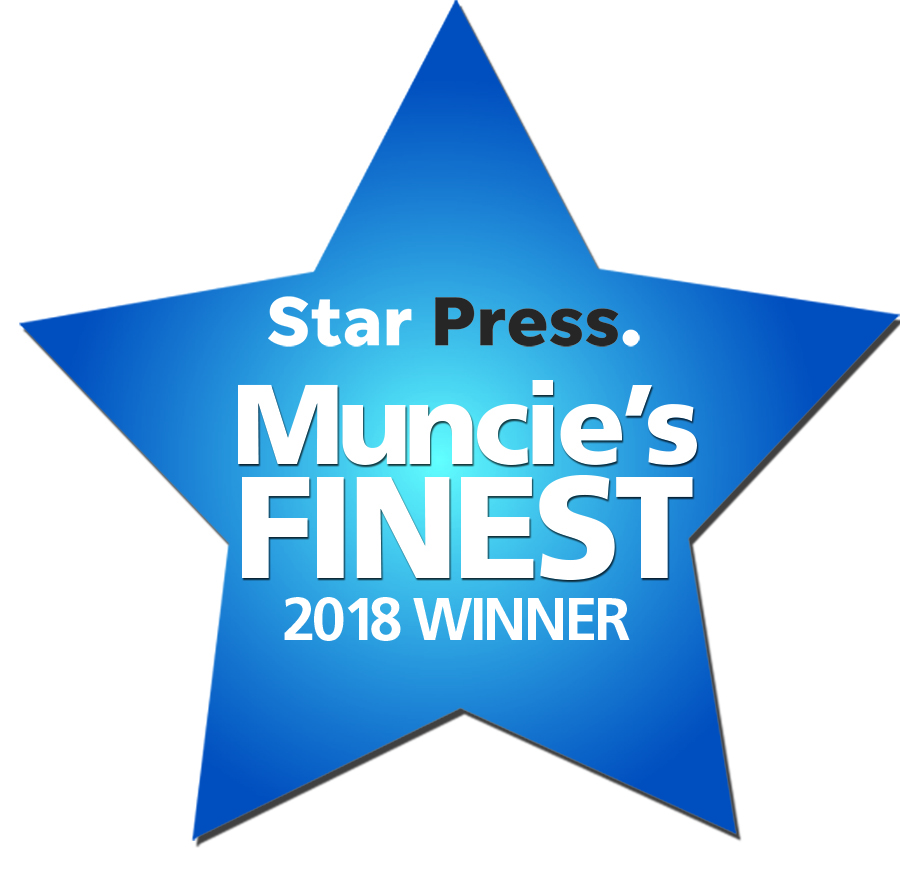 Star Press.
Muncie's
FINEST
2018 WINNER